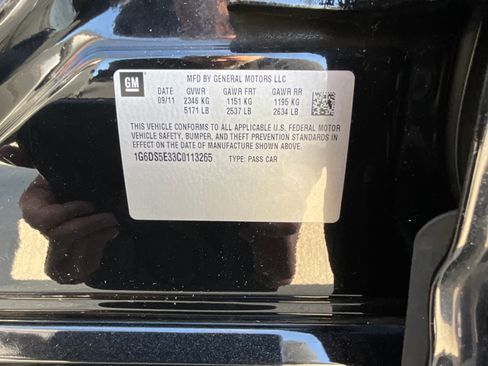 MFD BY GENERAL MOTORS LLC
GM
DATE GVWR GAWR FRT GAWR RR
09/11 2346 KG 1151 KG 1195 KG
5171 LB 2537 LB 2634 LB
THIS VEHICLE CONFORMS TO ALL APPLICABLE U.S. FEDERAL MOTOR
VEHICLE SAFETY, BUMPER, AND THEFT PREVENTION STANDARDS IN
EFFECT ON THE DATE OF MANUFACTURE SHOWN ABOVE.
1G6DS5E33C0113265 TYPE: PASS CAR